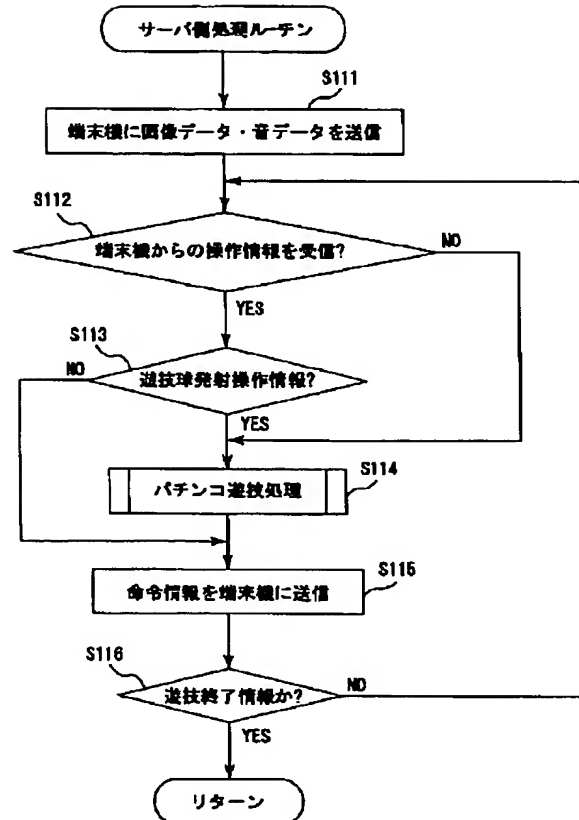 サーバ側処理ルーチン
S111
端末機に画像データ・音データを送信
S112
端末機からの操作情報を受信?
NO
YES
S113
NO
遊技球発射操作情報?
YES
パチンコ遊技処理
S114
命令情報を端末機に送信
S115
S116
遊技終了情報か?
NO
YES
リターン